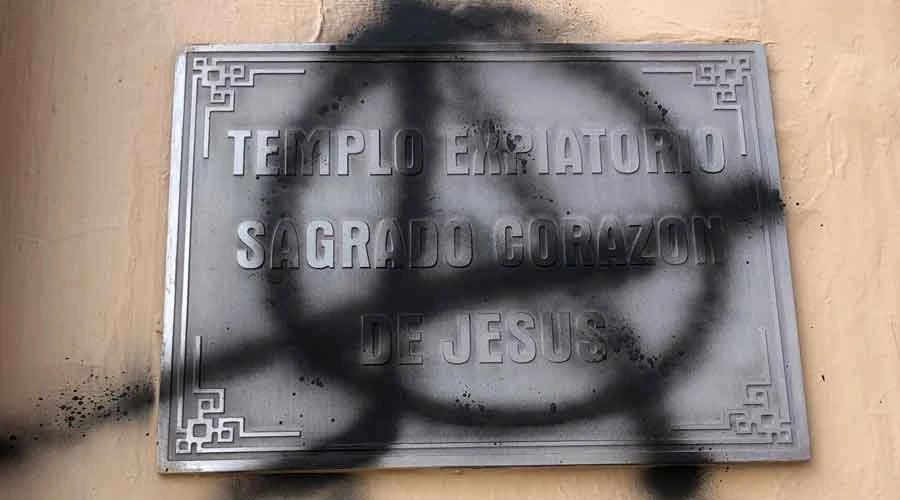 TEMPLO EXPIATORIO
SAGRADO CORAZON
DE JESUS